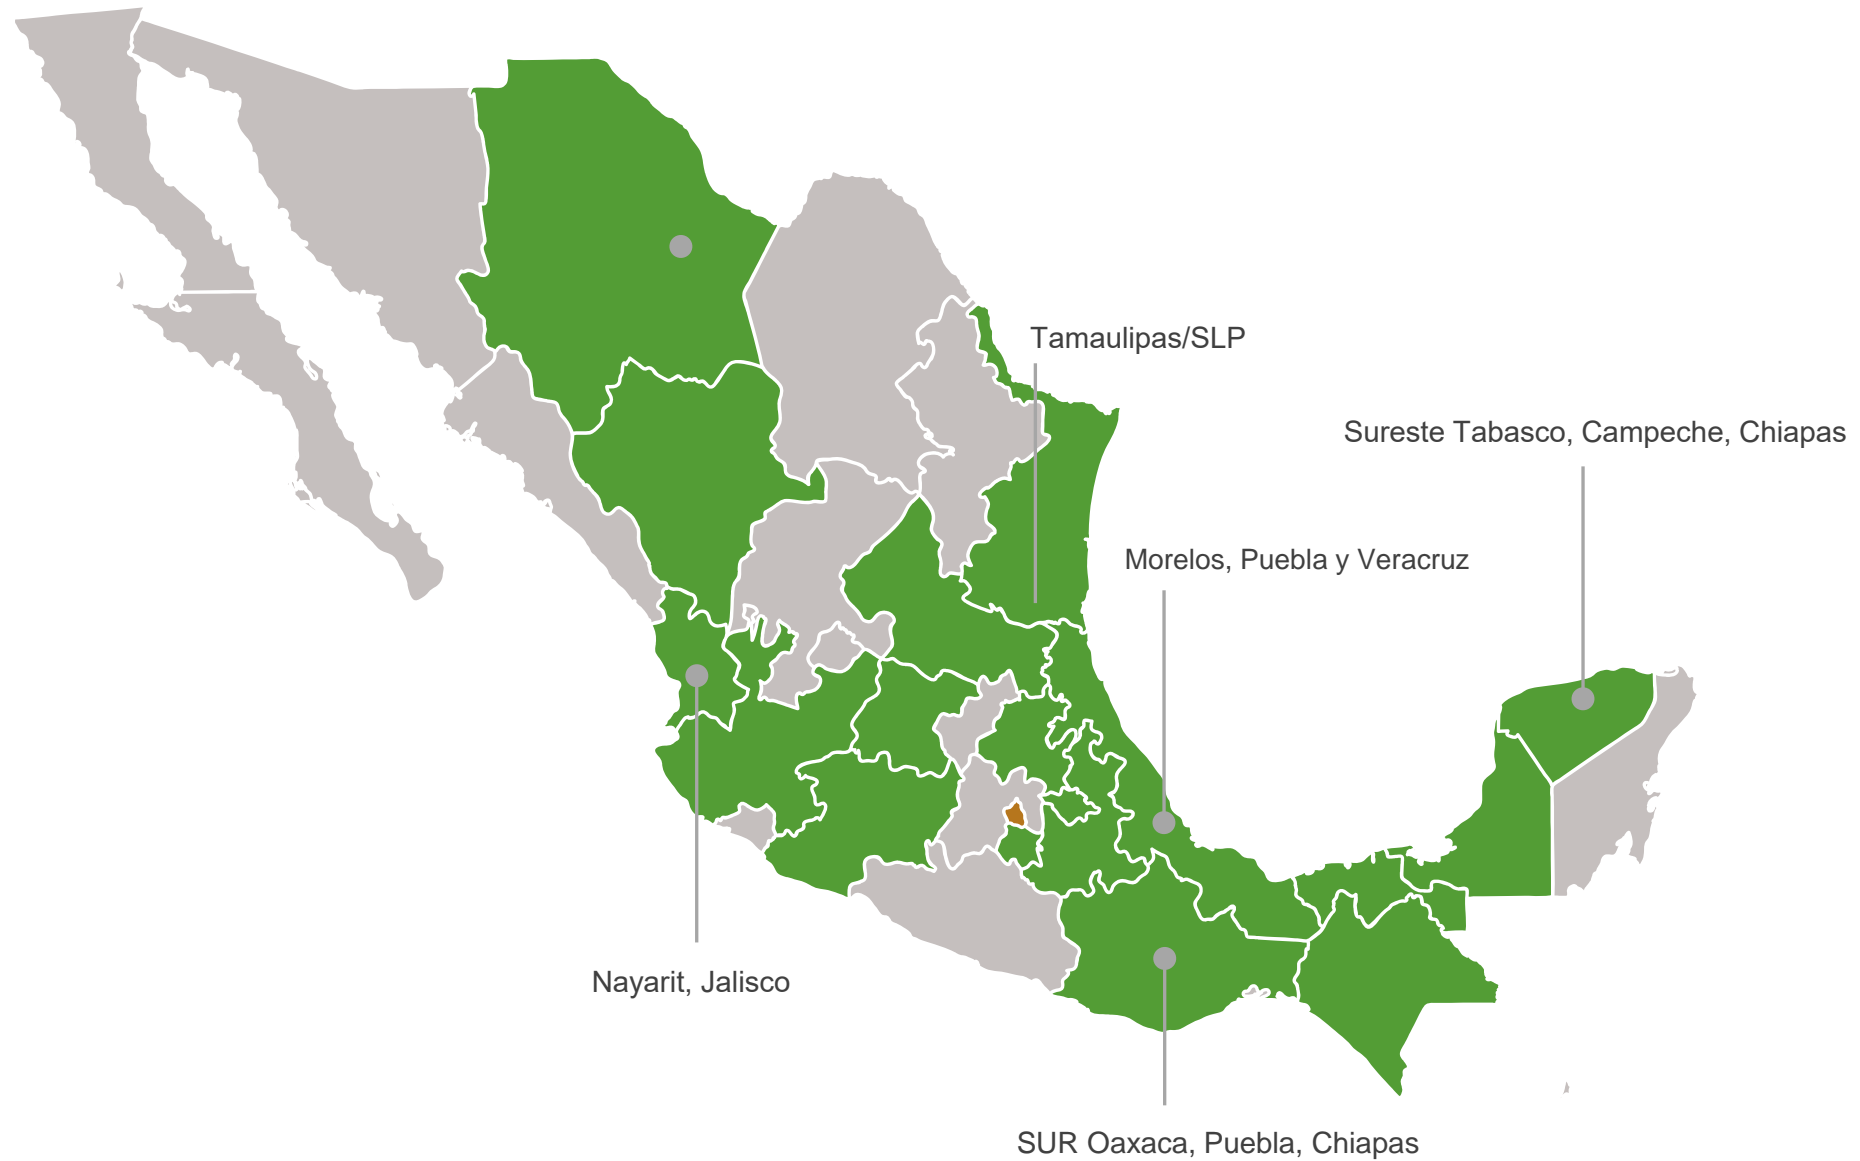 Tamaulipas/SLP
Sureste Tabasco, Campeche, Chiapas
Morelos, Puebla y Veracruz
Nayarit, Jalisco
SUR Oaxaca, Puebla, Chiapas